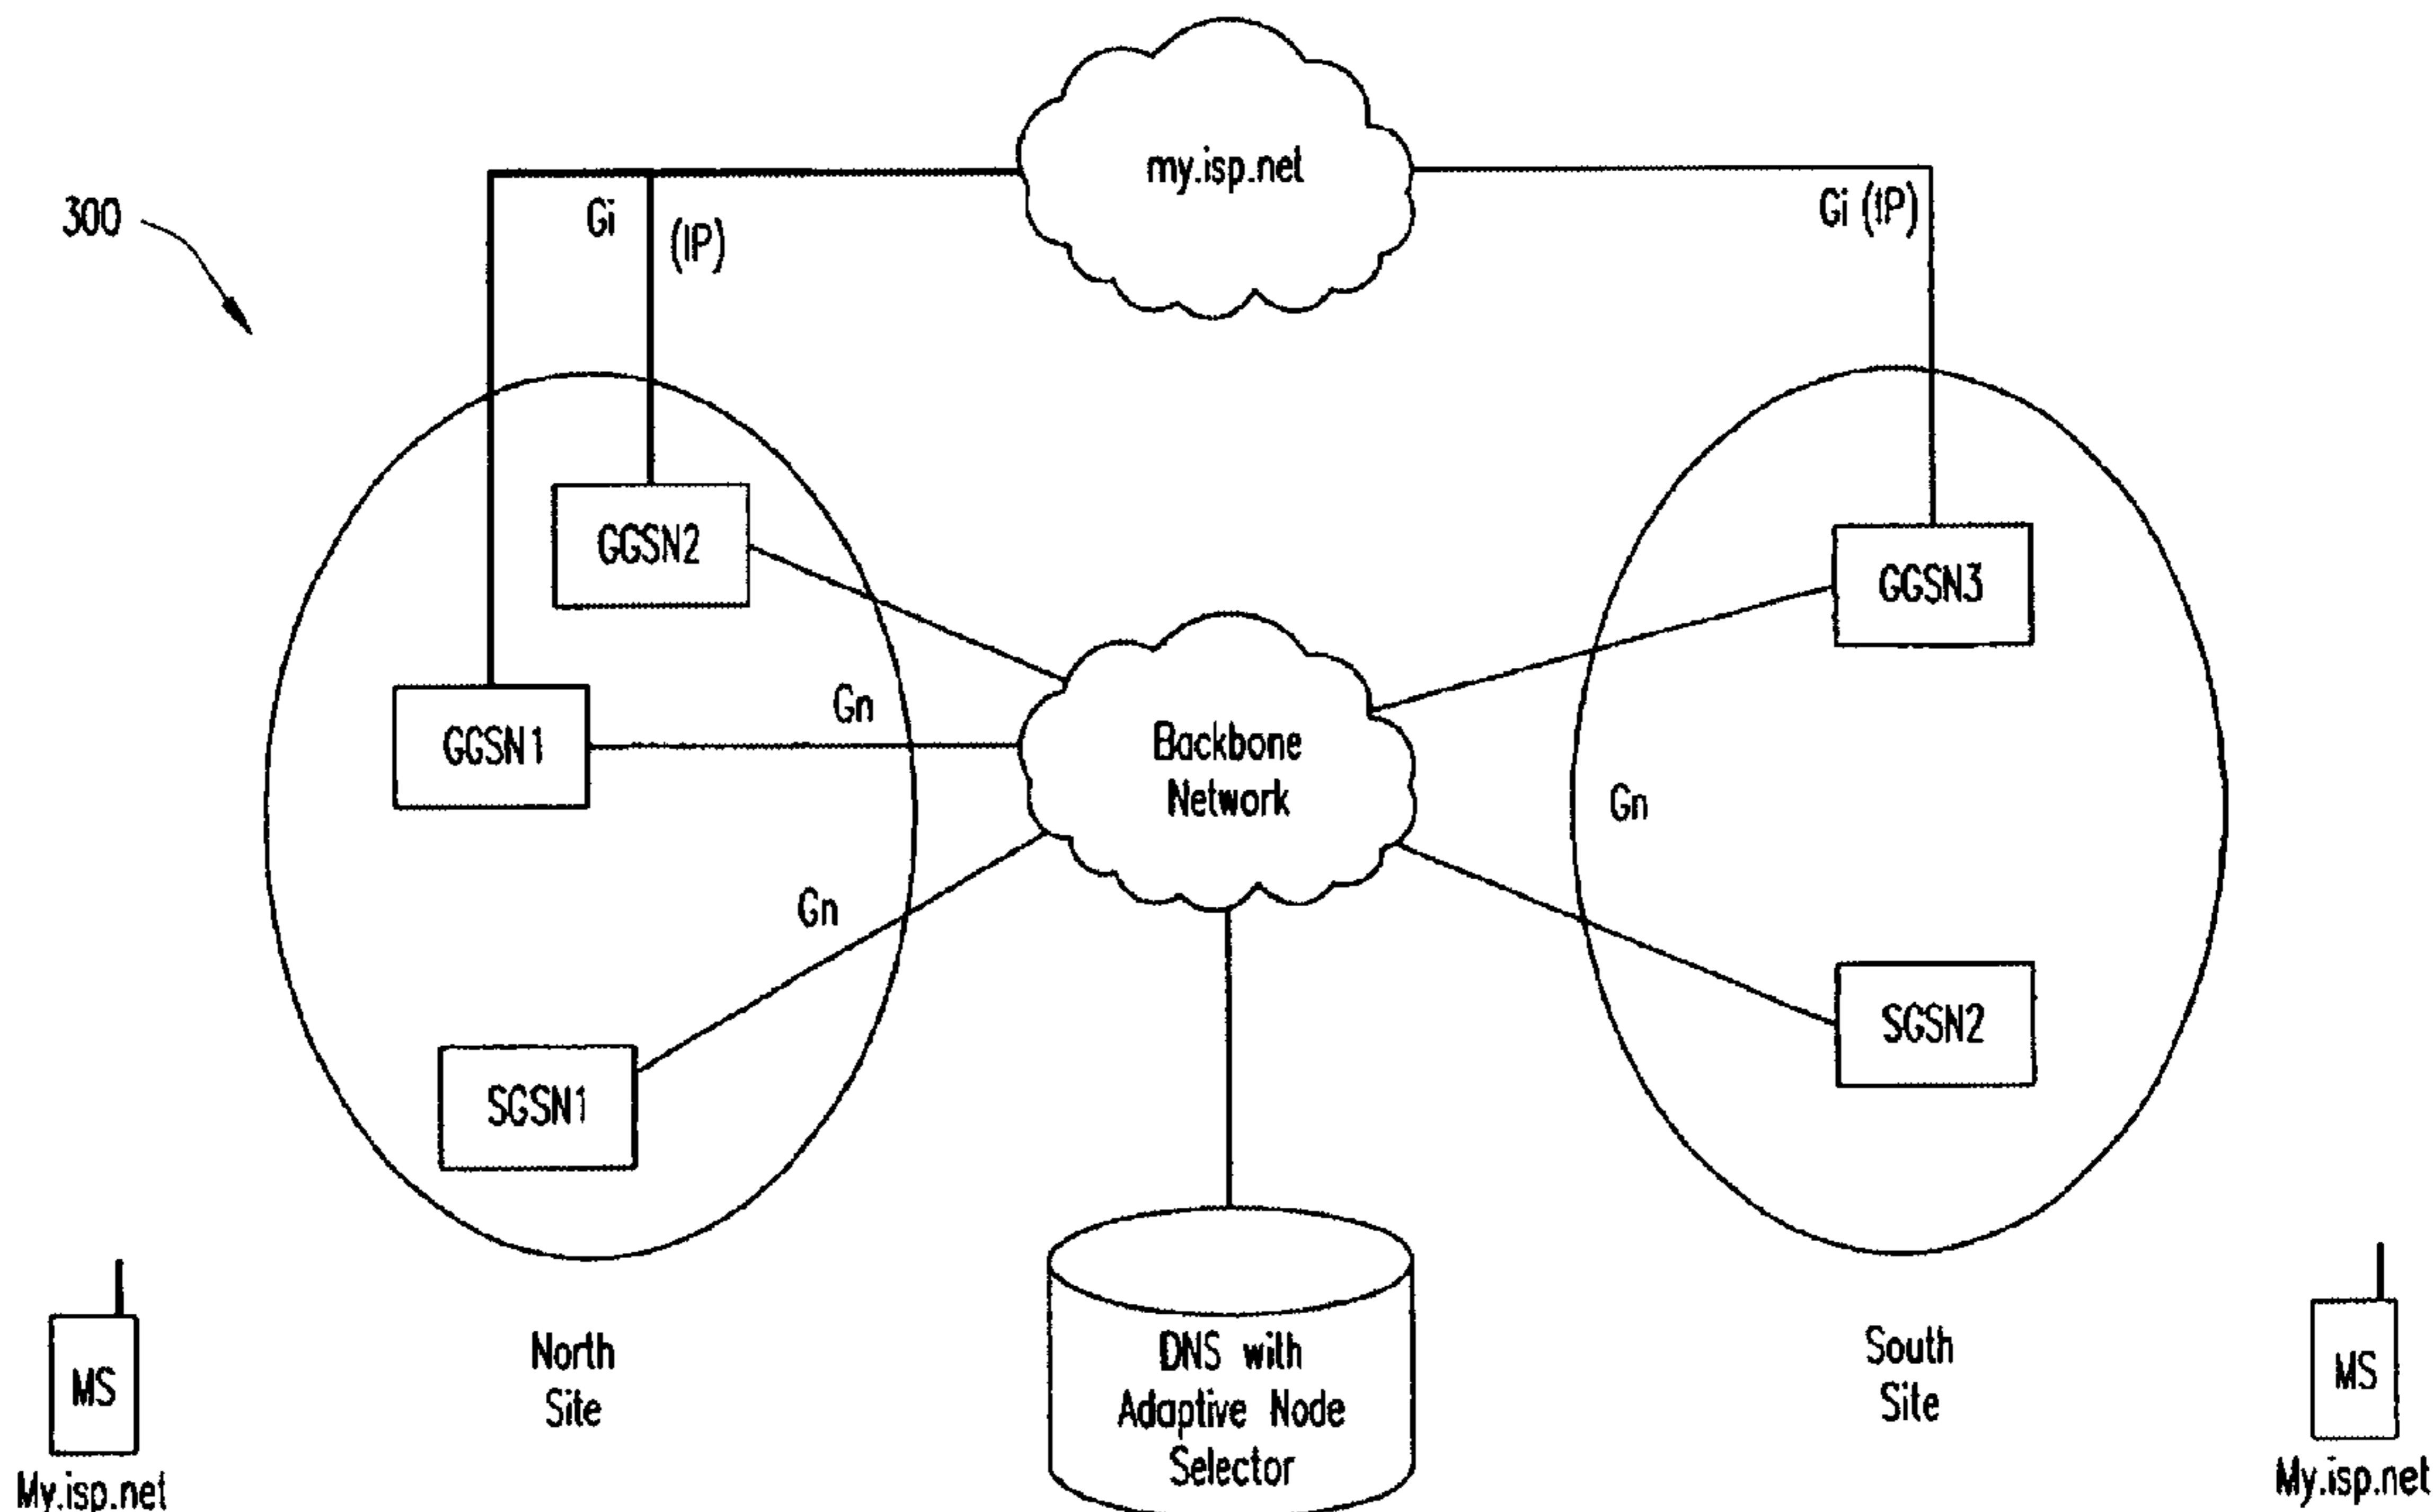 my.isp.net
300
Gi
(IP)
Gi (IP)
GGSN2
GGSN3
GGSN1
Gn
Backbone
Network
Gn
Gn
SGSN1
SGSN2
MS
My.isp.net
North
Site
DNS with
Adaptive Node
Selector
South
Site
MS
My.isp.net